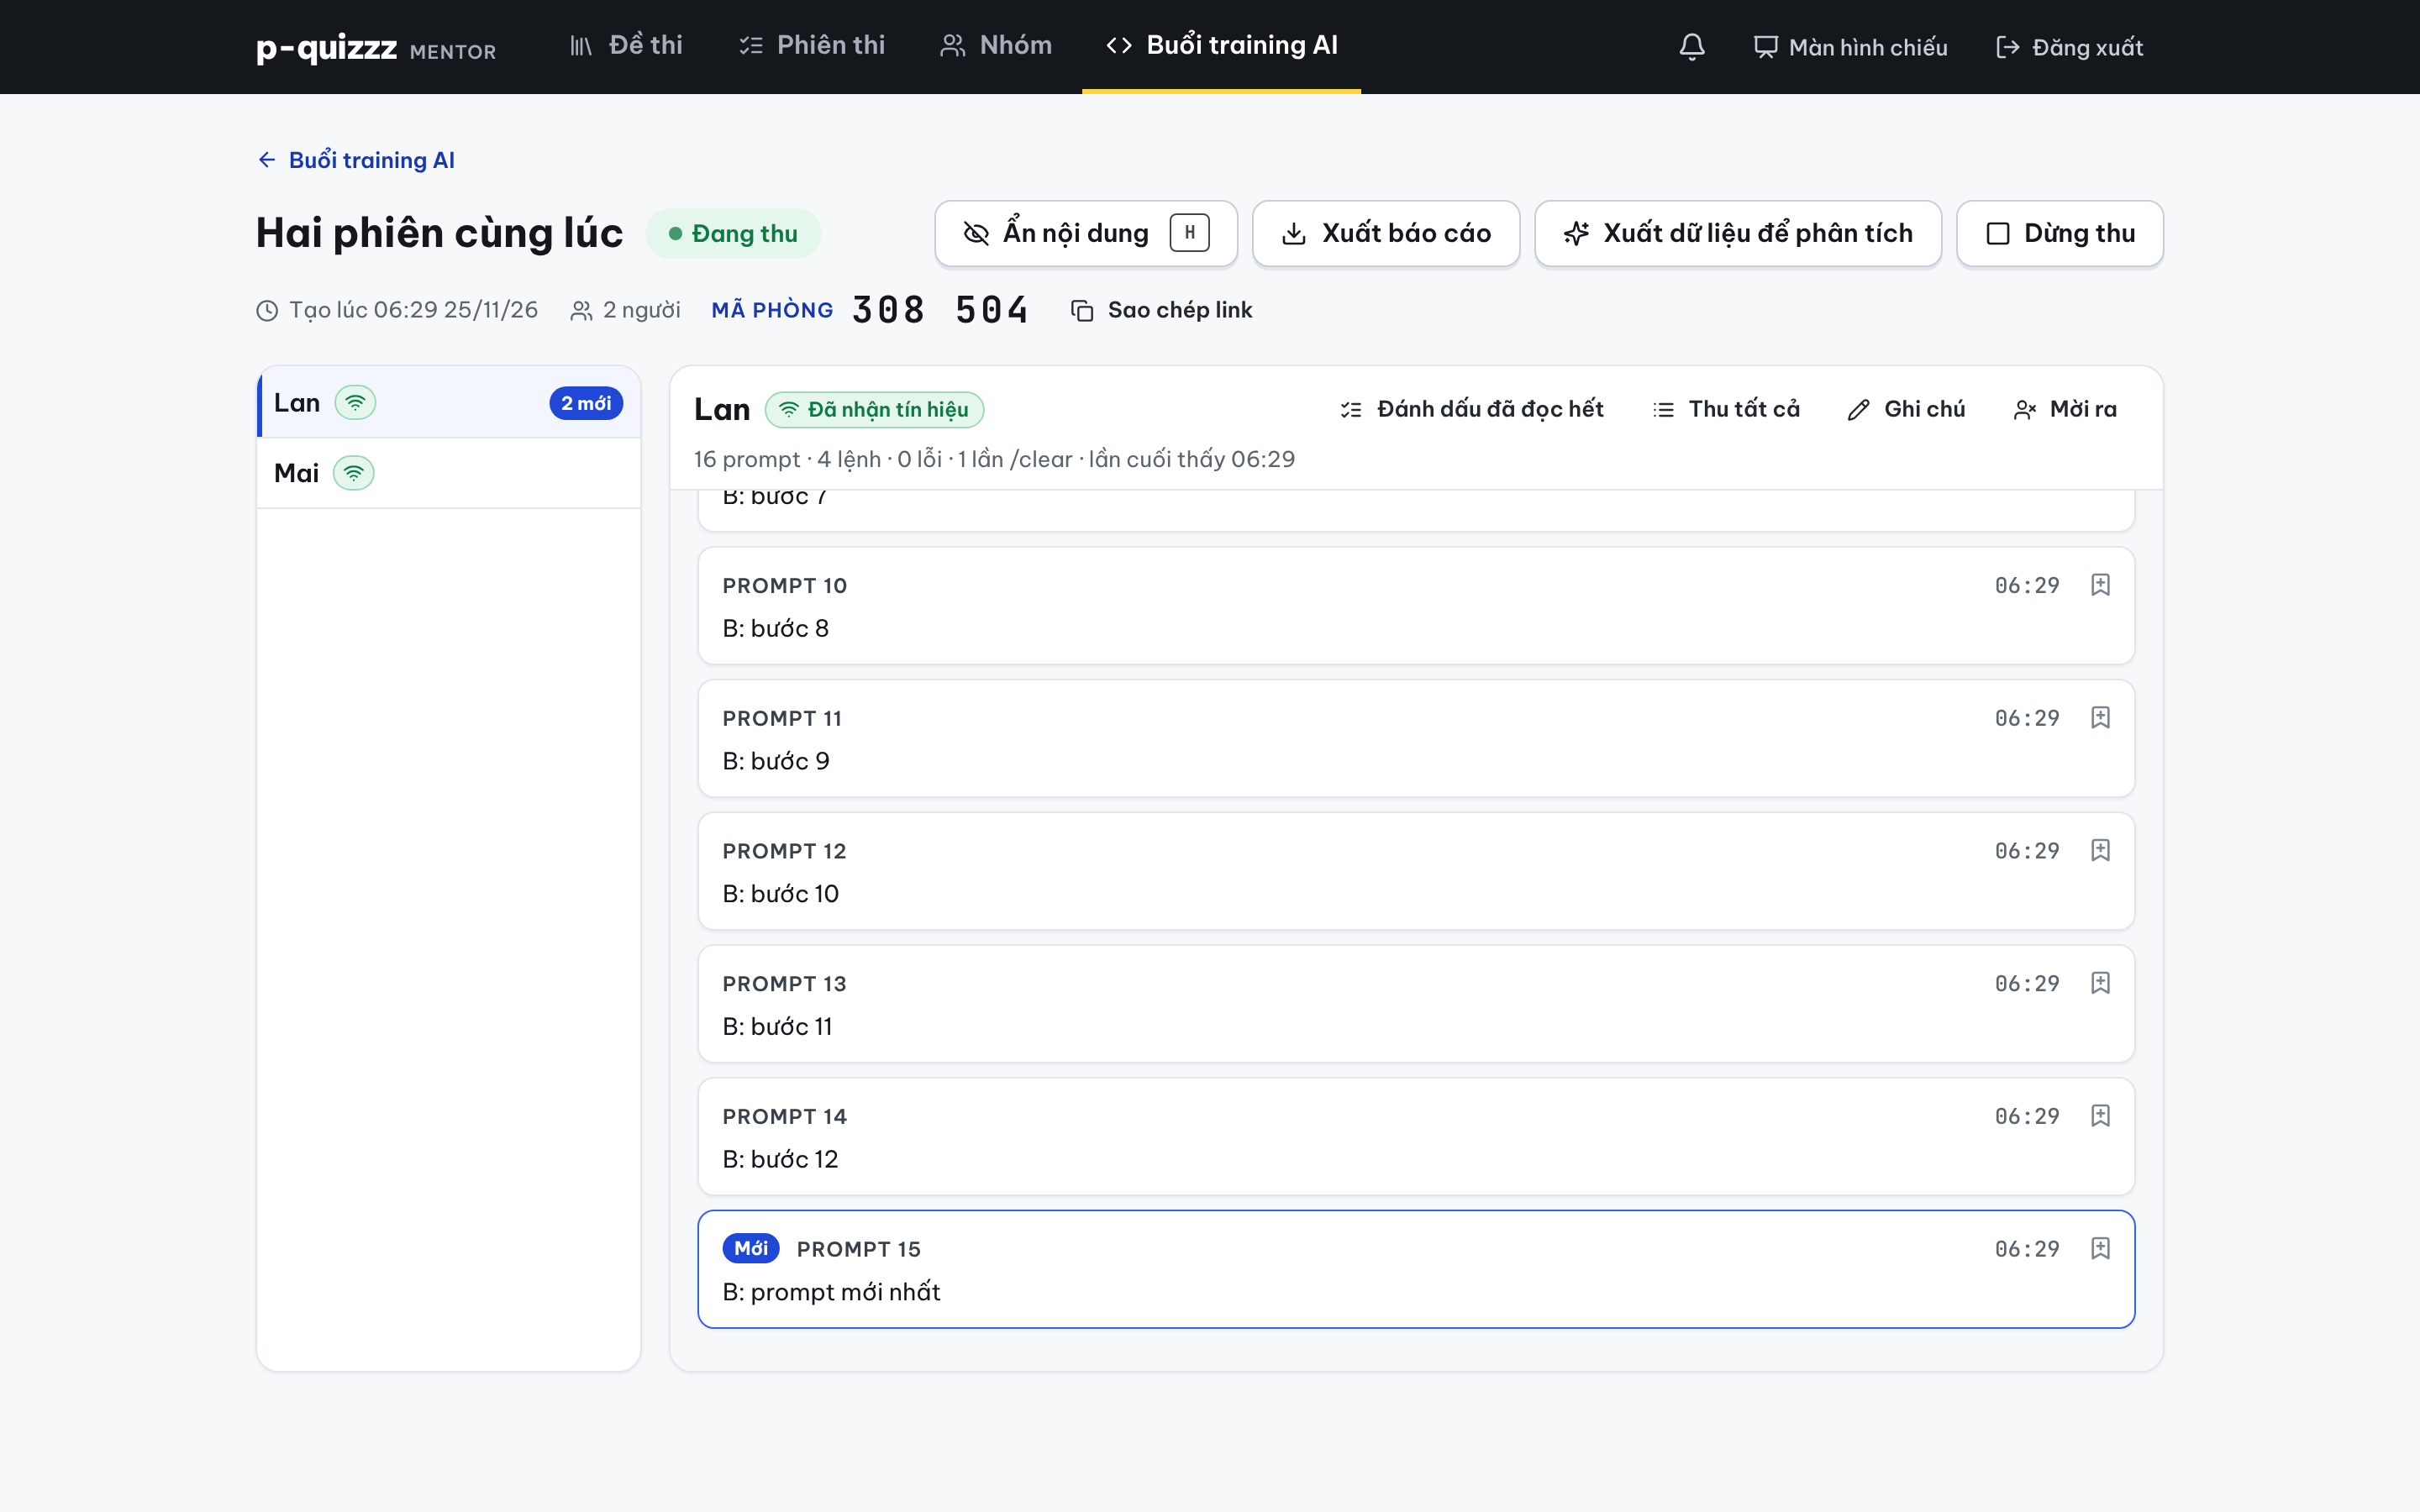 p-quizzz MENTOR Đề thi Phiên thi Nhóm Buổi training AI Màn hình chiếu Đăng xuất
Buổi training AI
Hai phiên cùng lúc Đang thu Ẩn nội dung H Xuất báo cáo Xuất dữ liệu để phân tích Dừng thu
Tạo lúc 06:29 25/11/26 2 người MÃ PHÒNG 308 504 Sao chép link
Lan 2 mới
Mai
Lan Đã nhận tín hiệu Đánh dấu đã đọc hết Thu tất cả Ghi chú Mời ra
16 prompt · 4 lệnh · 0 lỗi · 1 lần /clear · lần cuối thấy 06:29
B: bước 7
PROMPT 10 06:29
B: bước 8
PROMPT 11 06:29
B: bước 9
PROMPT 12 06:29
B: bước 10
PROMPT 13 06:29
B: bước 11
PROMPT 14 06:29
B: bước 12
Mới PROMPT 15 06:29
B: prompt mới nhất